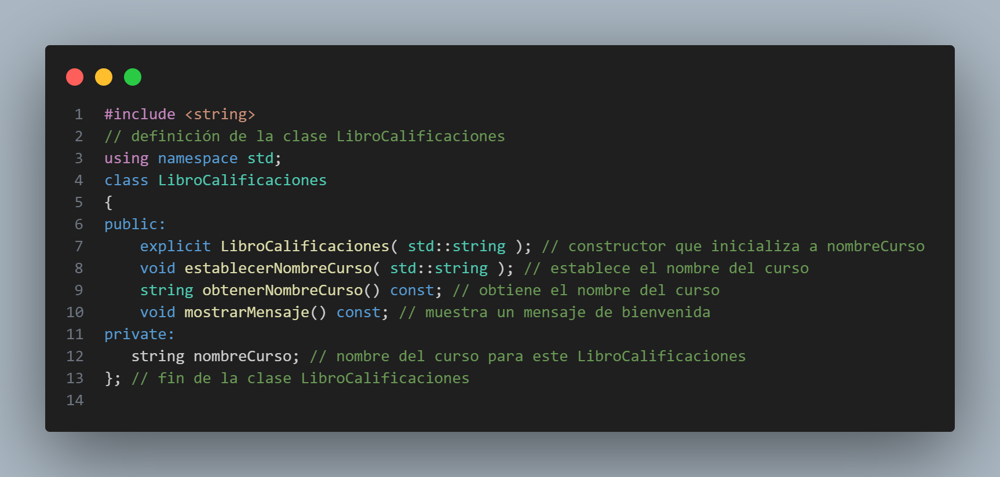 1 #include <string>
2 // definición de la clase LibroCalificaciones
3 using namespace std;
4 class LibroCalificaciones
5 {
6 public:
7     explicit LibroCalificaciones( std::string ); // constructor que inicializa a nombreCurso
8     void establecerNombreCurso( std::string ); // establece el nombre del curso
9     string obtenerNombreCurso() const; // obtiene el nombre del curso
10     void mostrarMensaje() const; // muestra un mensaje de bienvenida
11 private:
12    string nombreCurso; // nombre del curso para este LibroCalificaciones
13 }; // fin de la clase LibroCalificaciones
14